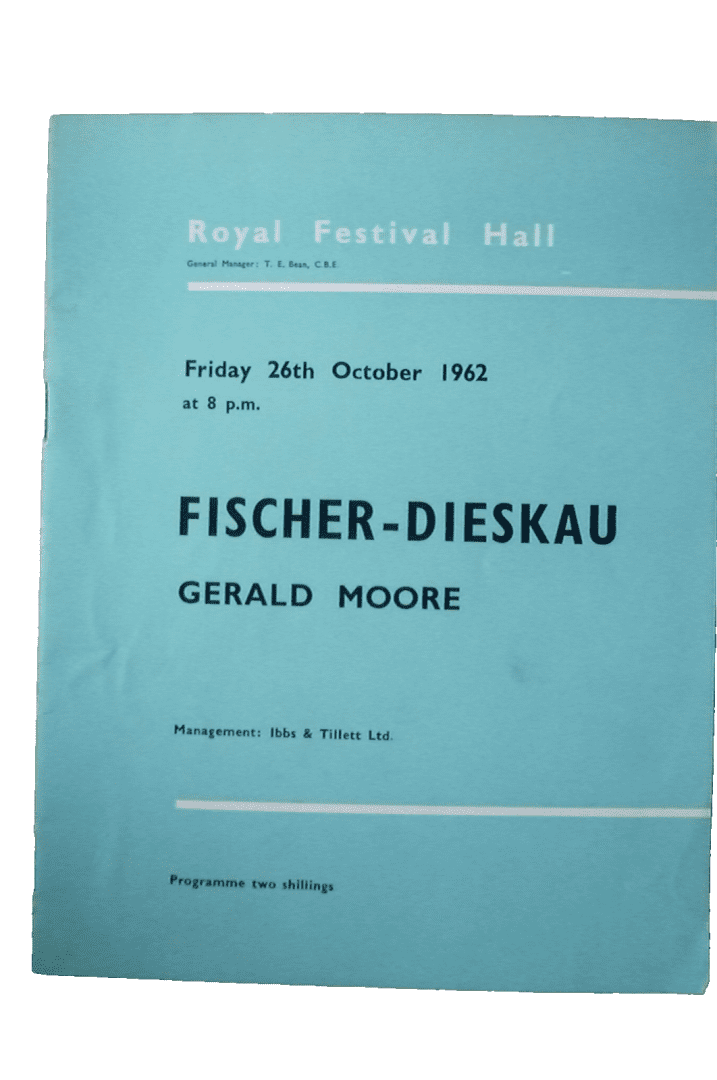 Royal Festival Hall
General Manager: T. E. Bean, C.B.E.
Friday 26th October 1962
at 8 p.m.
FISCHER-DIESKAU
GERALD MOORE
Management: Ibbs & Tillett Ltd.
Programme two shillings